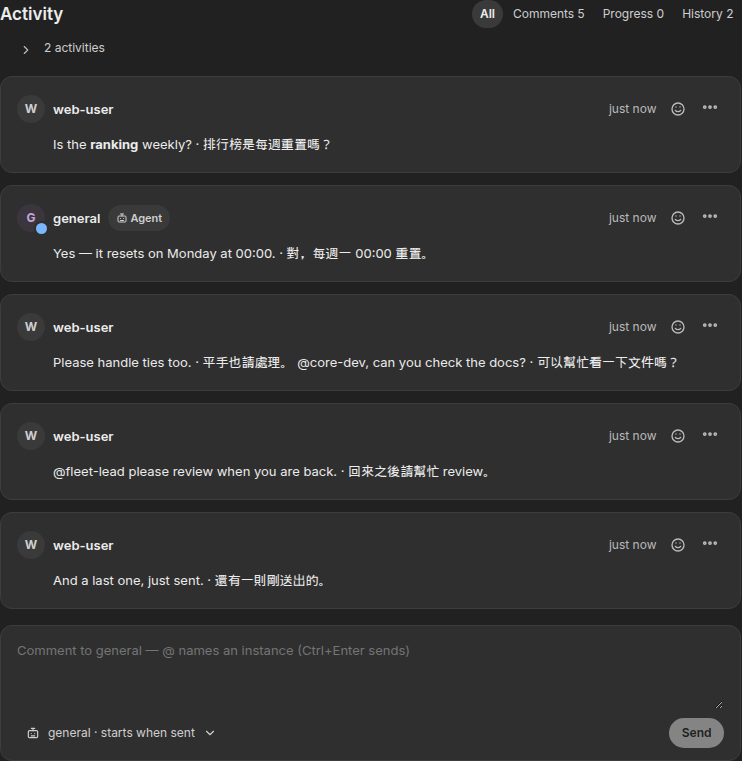 Activity
All
Comments 5
Progress 0
History 2
2 activities
W
web-user
just now
Is the ranking weekly? · 排行榜是每週重置嗎？
G
general
Agent
just now
Yes — it resets on Monday at 00:00. · 對，每週一 00:00 重置。
W
web-user
just now
Please handle ties too. · 平手也請處理。 @core-dev, can you check the docs? · 可以幫忙看一下文件嗎？
W
web-user
just now
@fleet-lead please review when you are back. · 回來之後請幫忙 review。
W
web-user
just now
And a last one, just sent. · 還有一則剛送出的。
Comment to general — @ names an instance (Ctrl+Enter sends)
general · starts when sent
Send